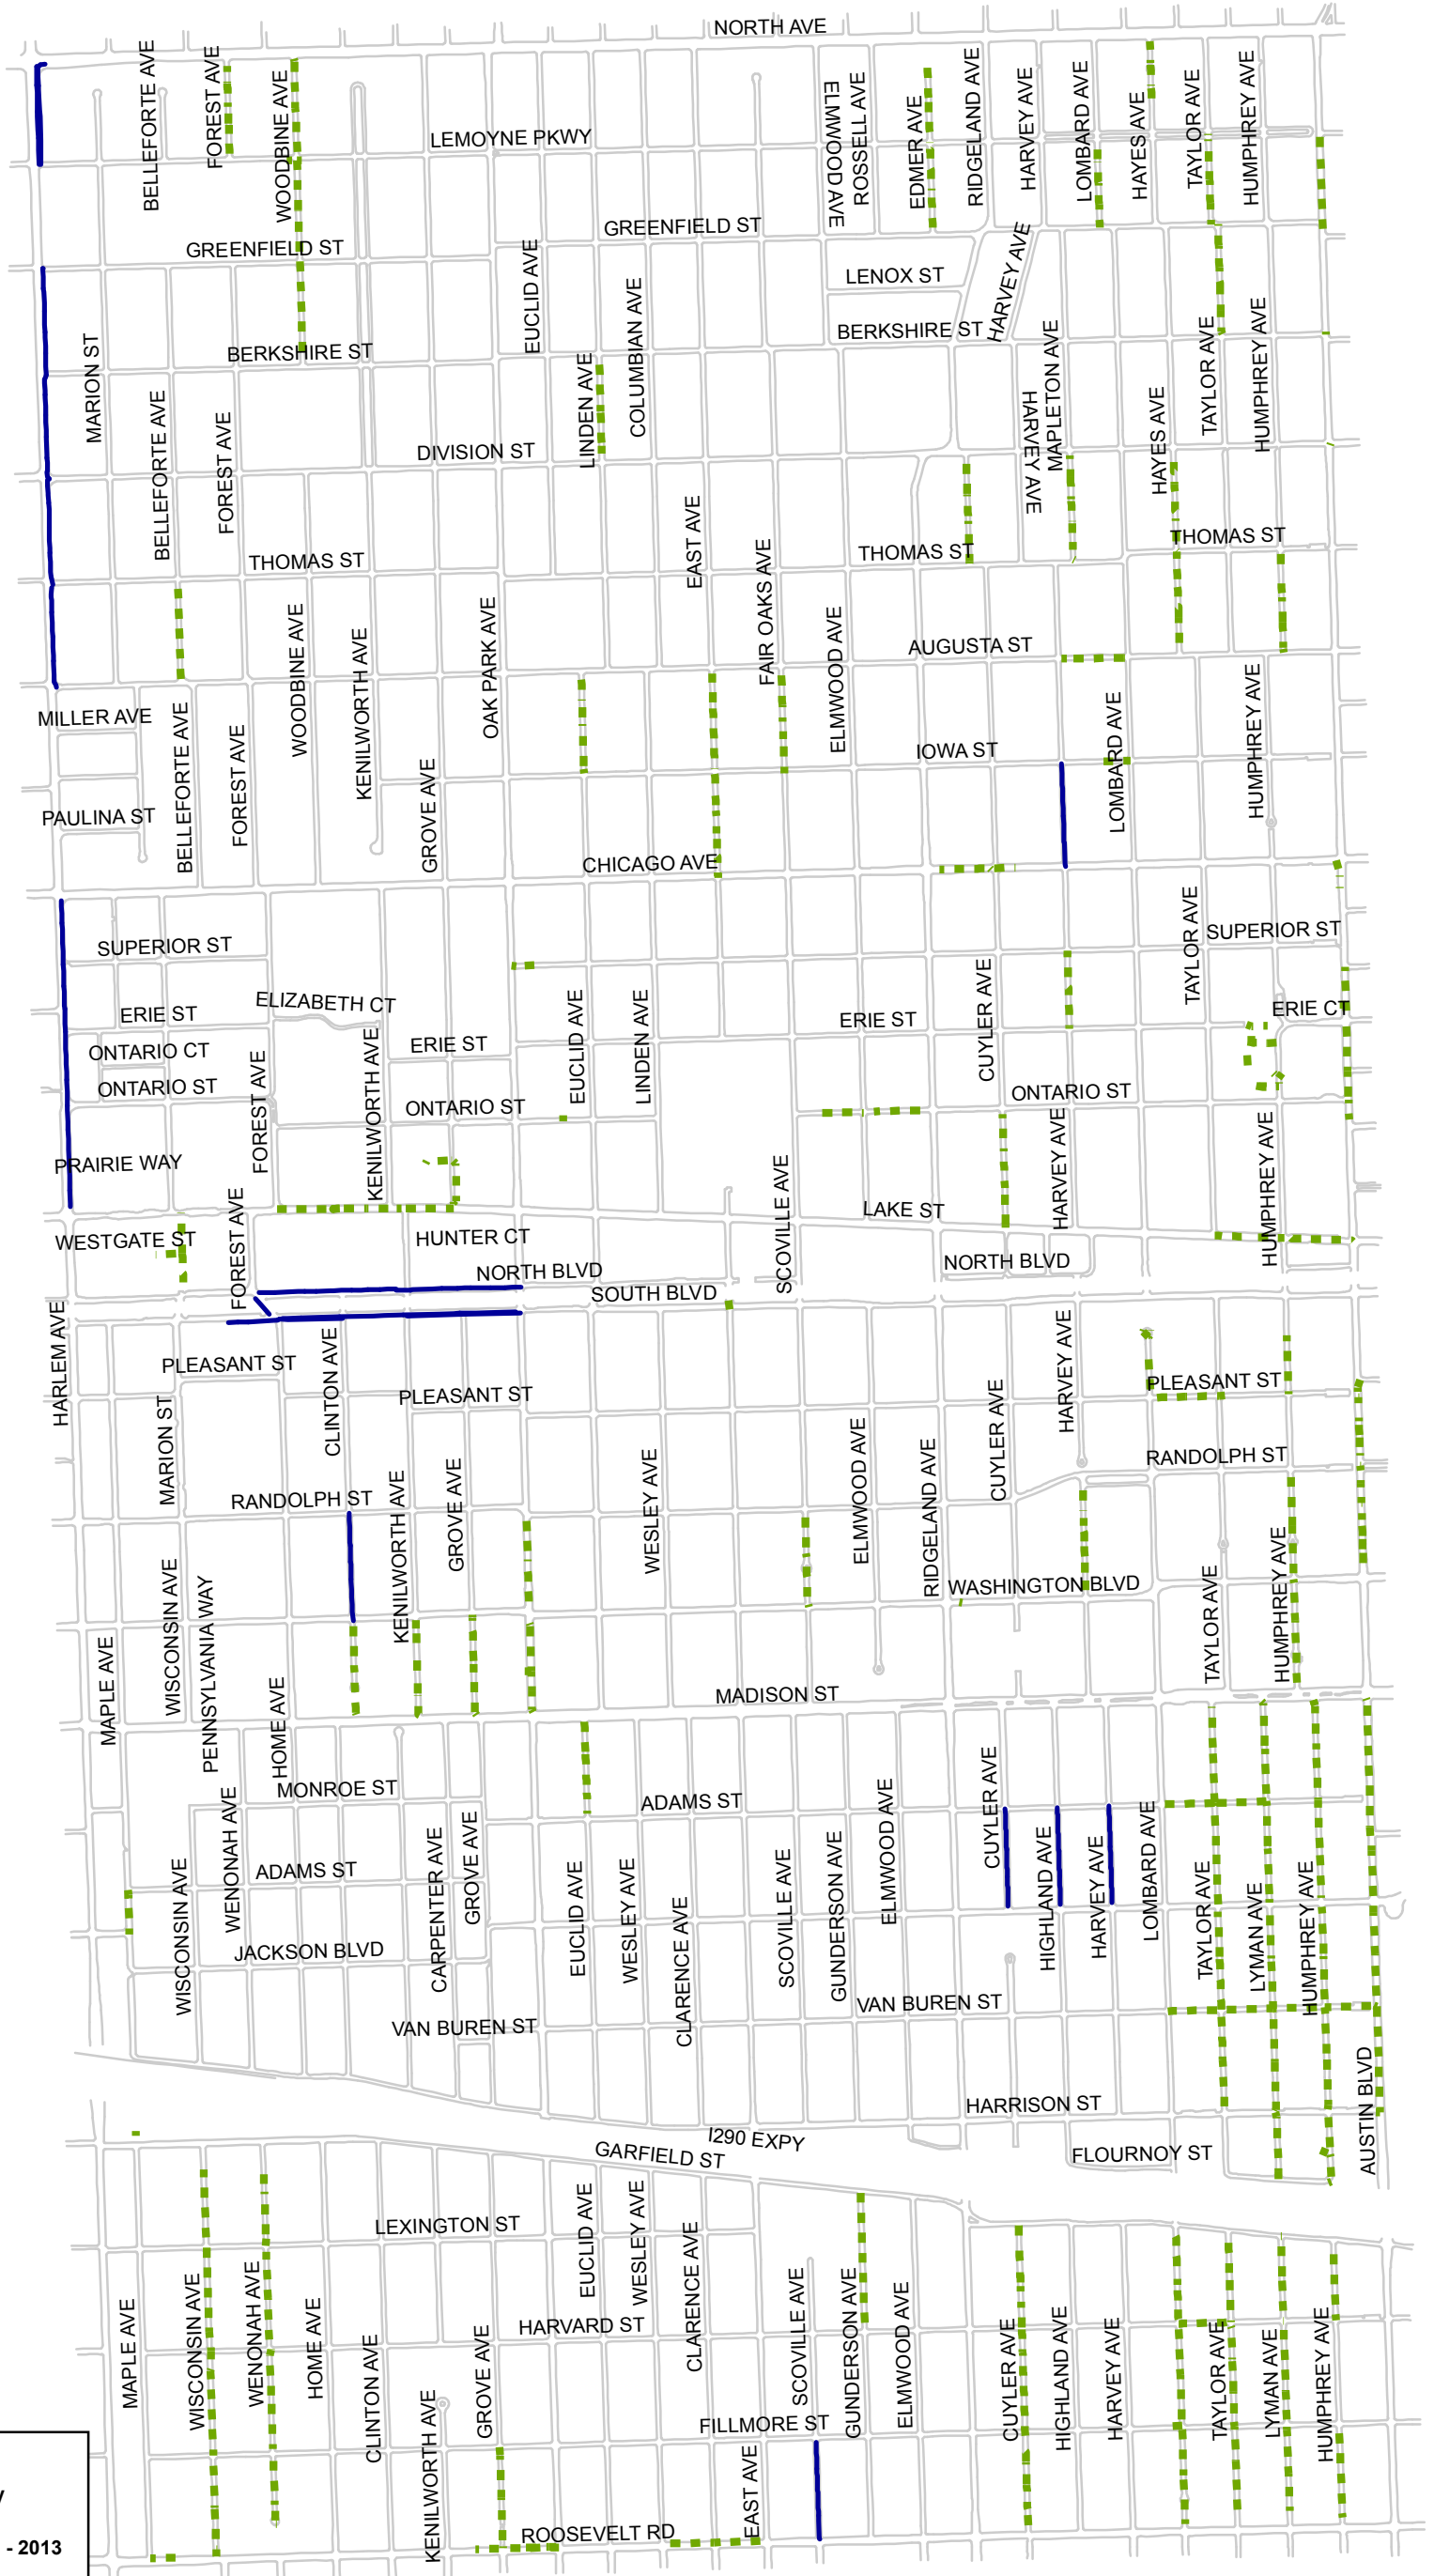 NORTH AVE
BELLEFORTE AVE
FOREST AVE
WOODBINE AVE
LEMOYNE PKWY
ELMWOOD AVE
ROSSELL AVE
EDMER AVE
RIDGELAND AVE
HARVEY AVE
LOMBARD AVE
HAYES AVE
TAYLOR AVE
HUMPHREY AVE
GREENFIELD ST
GREENFIELD ST
EUCLID AVE
LENOX ST
HARVEY AVE
BERKSHIRE ST
BERKSHIRE ST
MARION ST
LINDEN AVE
COLUMBIAN AVE
MAPLETON AVE
HARVEY AVE
TAYLOR AVE
HUMPHREY AVE
BELLEFORTE AVE
FOREST AVE
DIVISION ST
HAYES AVE
EAST AVE
FAIR OAKS AVE
THOMAS ST
THOMAS ST
THOMAS ST
WOODBINE AVE
KENILWORTH AVE
OAK PARK AVE
ELMWOOD AVE
AUGUSTA ST
MILLER AVE
BELLEFORTE AVE
FOREST AVE
GROVE AVE
IOWA ST
LOMBARD AVE
HUMPHREY AVE
PAULINA ST
CHICAGO AVE
SUPERIOR ST
TAYLOR AVE
SUPERIOR ST
ERIE ST
ELIZABETH CT
EUCLID AVE
LINDEN AVE
ERIE ST
CUYLER AVE
ERIE CT
ONTARIO CT
ERIE ST
ONTARIO ST
FOREST AVE
KENILWORTH AVE
ONTARIO ST
ONTARIO ST
HARVEY AVE
HUMPHREY AVE
PRAIRIE WAY
SCOVILLE AVE
LAKE ST
WESTGATE ST
FOREST AVE
HUNTER CT
NORTH BLVD
NORTH BLVD
SOUTH BLVD
HARLEM AVE
PLEASANT ST
CLINTON AVE
PLEASANT ST
HARVEY AVE
PLEASANT ST
MARION ST
CUYLER AVE
ELMWOOD AVE
RIDGELAND AVE
RANDOLPH ST
RANDOLPH ST
KENILWORTH AVE
GROVE AVE
WESLEY AVE
WASHINGTON BLVD
TAYLOR AVE
HUMPHREY AVE
WISCONSIN AVE
PENNSYLVANIA WAY
MAPLE AVE
HOME AVE
MADISON ST
MONROE ST
ADAMS ST
CUYLER AVE
WENONAH AVE
ADAMS ST
CARPENTER AVE
GROVE AVE
ELMWOOD AVE
HIGHLAND AVE
HARVEY AVE
LOMBARD AVE
TAYLOR AVE
LYMAN AVE
HUMPHREY AVE
WISCONSIN AVE
JACKSON BLVD
EUCLID AVE
WESLEY AVE
CLARENCE AVE
SCOVILLE AVE
GUNDERSON AVE
VAN BUREN ST
VAN BUREN ST
AUSTIN BLVD
HARRISON ST
I290 EXPY
GARFIELD ST
FLOURNOY ST
LEXINGTON ST
EUCLID AVE
WESLEY AVE
CLARENCE AVE
MAPLE AVE
WISCONSIN AVE
WENONAH AVE
HOME AVE
CLINTON AVE
HARVARD ST
SCOVILLE AVE
GUNDERSON AVE
ELMWOOD AVE
CUYLER AVE
HIGHLAND AVE
HARVEY AVE
TAYLOR AVE
LYMAN AVE
HUMPHREY AVE
KENILWORTH AVE
GROVE AVE
FILLMORE ST
EAST AVE
ROOSEVELT RD
- 2013